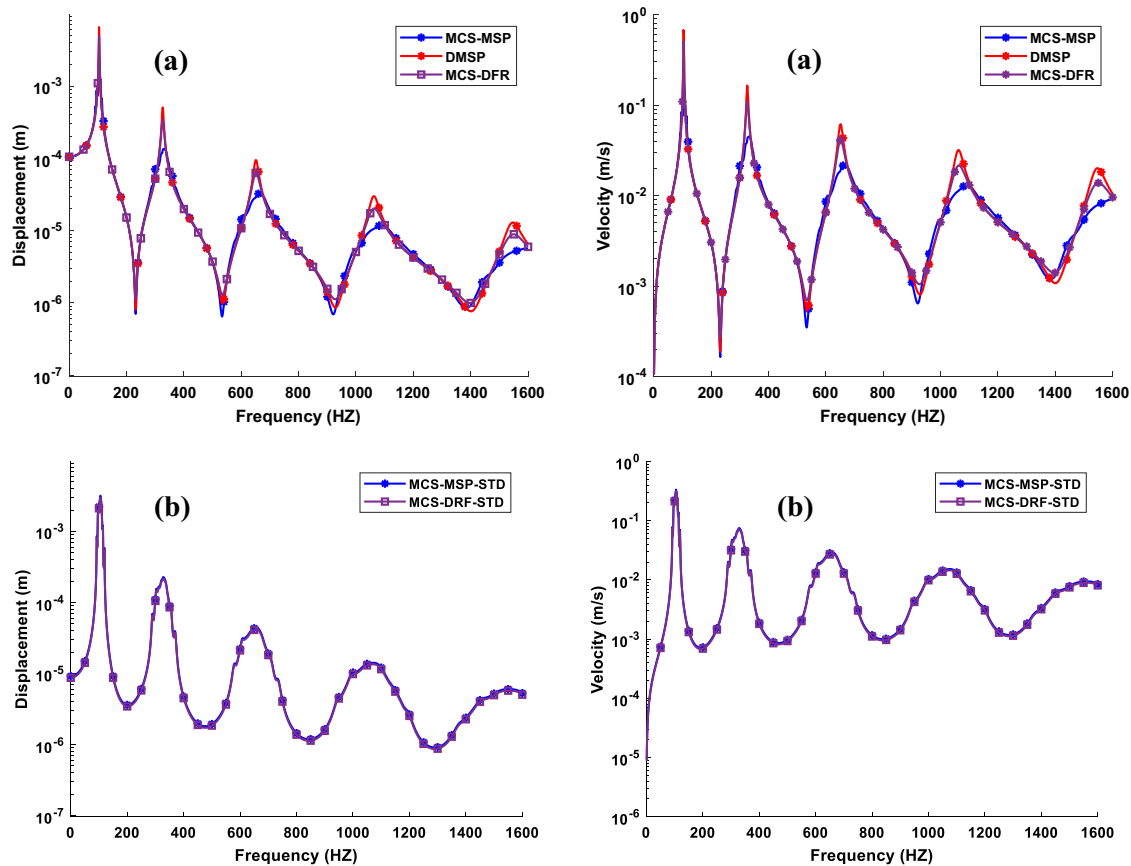 (a)
MCS-MSP
DMSP
MCS-DFR
10^-3
10^-4
10^-5
10^-6
10^-7
Displacement (m)
0 200 400 600 800 1000 1200 1400 1600
Frequency (HZ)
(a)
MCS-MSP
DMSP
MCS-DFR
10^0
10^-1
10^-2
10^-3
10^-4
Velocity (m/s)
0 200 400 600 800 1000 1200 1400 1600
Frequency (HZ)
(b)
MCS-MSP-STD
MCS-DRF-STD
10^-3
10^-4
10^-5
10^-6
10^-7
Displacement (m)
0 200 400 600 800 1000 1200 1400 1600
Frequency (HZ)
(b)
MCS-MSP-STD
MCS-DRF-STD
10^0
10^-1
10^-2
10^-3
10^-4
10^-5
10^-6
Velocity (m/s)
0 200 400 600 800 1000 1200 1400 1600
Frequency (HZ)